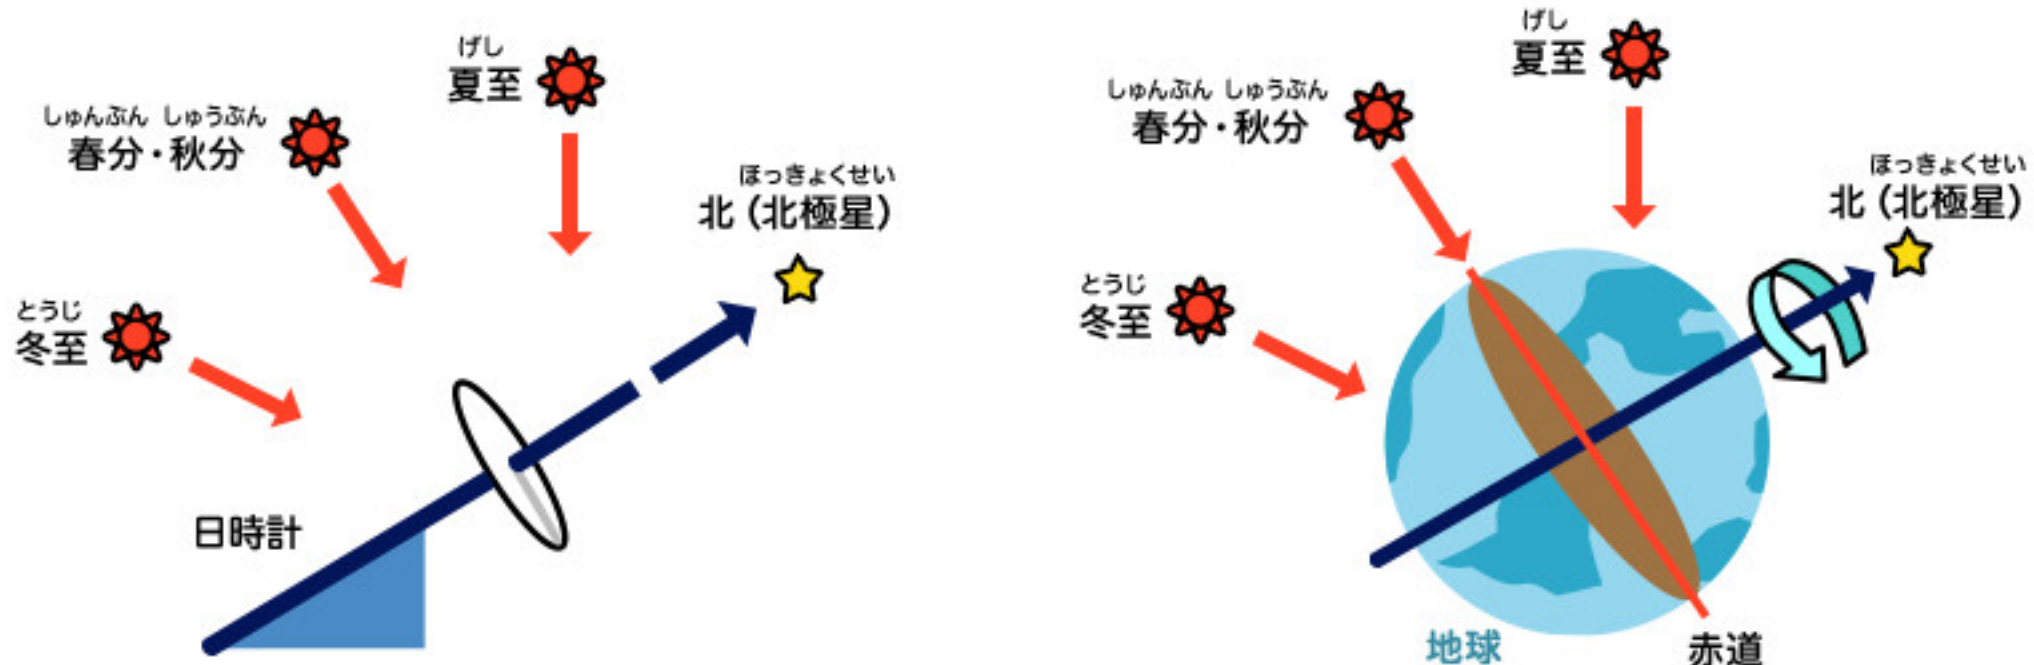 げし
夏至
しゅんぶん しゅうぶん
春分・秋分
ほっきょくせい
北（北極星）
とうじ
冬至
日時計
げし
夏至
しゅんぶん しゅうぶん
春分・秋分
ほっきょくせい
北（北極星）
とうじ
冬至
地球
赤道